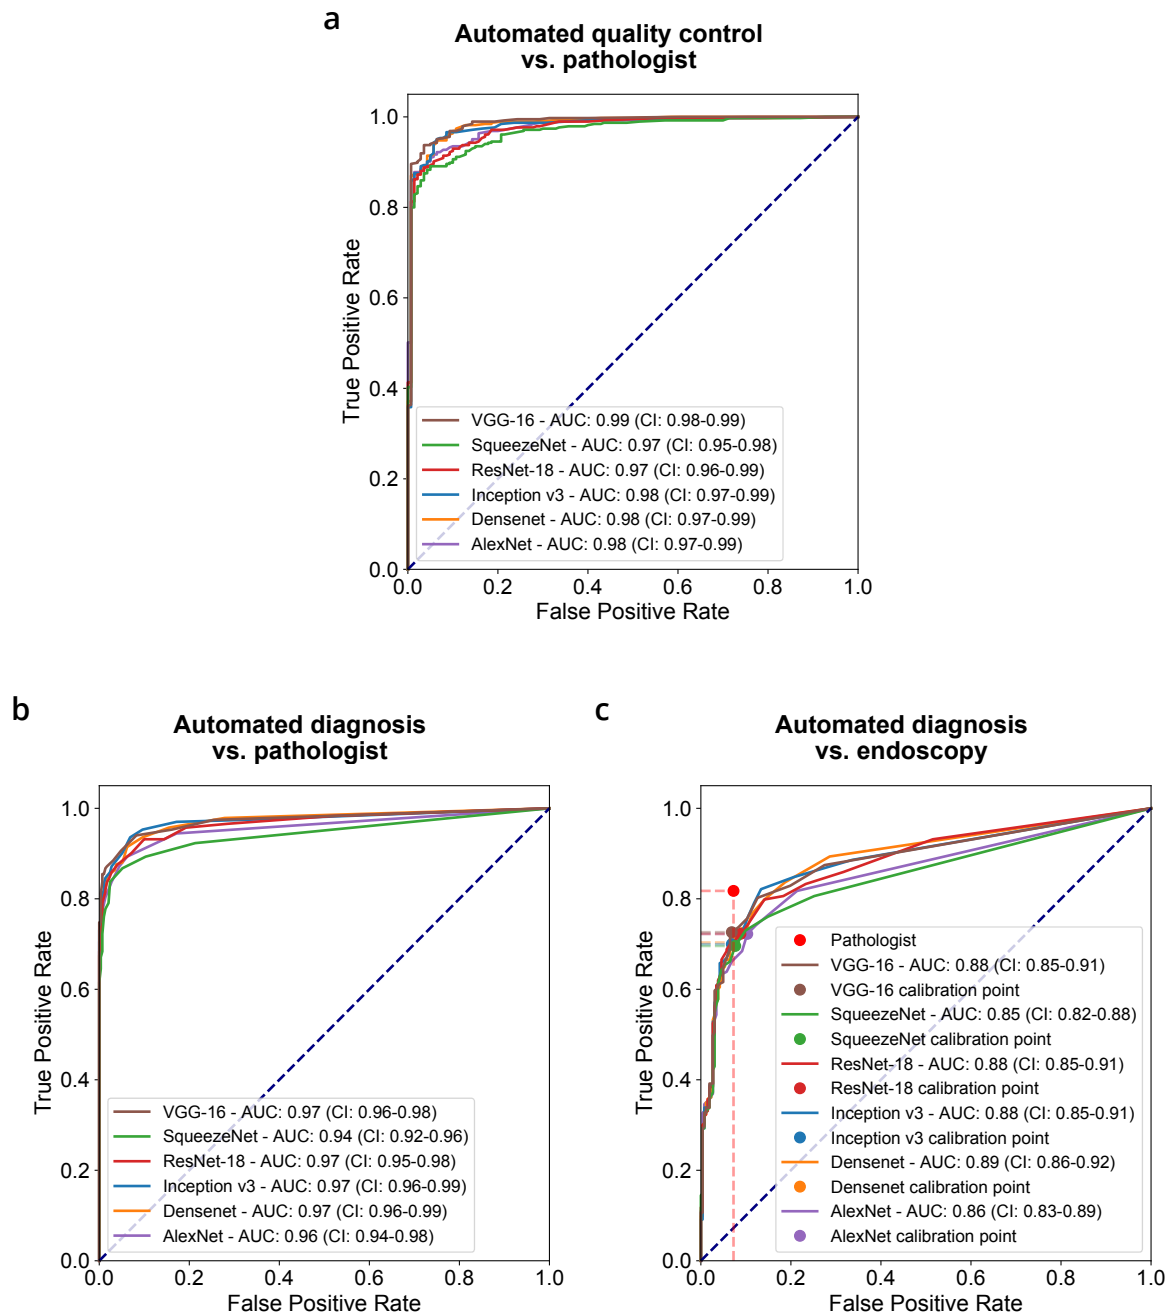 a
Automated quality control
vs. pathologist
True Positive Rate
1.0
0.8
0.6
0.4
0.2
0.0
VGG-16 - AUC: 0.99 (CI: 0.98-0.99)
SqueezeNet - AUC: 0.97 (CI: 0.95-0.98)
ResNet-18 - AUC: 0.97 (CI: 0.96-0.99)
Inception v3 - AUC: 0.98 (CI: 0.97-0.99)
Densenet - AUC: 0.98 (CI: 0.97-0.99)
AlexNet - AUC: 0.98 (CI: 0.97-0.99)
0.0 0.2 0.4 0.6 0.8 1.0
False Positive Rate
b
Automated diagnosis
vs. pathologist
True Positive Rate
1.0
0.8
0.6
0.4
0.2
0.0
VGG-16 - AUC: 0.97 (CI: 0.96-0.98)
SqueezeNet - AUC: 0.94 (CI: 0.92-0.96)
ResNet-18 - AUC: 0.97 (CI: 0.95-0.98)
Inception v3 - AUC: 0.97 (CI: 0.96-0.99)
Densenet - AUC: 0.97 (CI: 0.96-0.99)
AlexNet - AUC: 0.96 (CI: 0.94-0.98)
0.0 0.2 0.4 0.6 0.8 1.0
False Positive Rate
c
Automated diagnosis
vs. endoscopy
True Positive Rate
1.0
0.8
0.6
0.4
0.2
0.0
Pathologist
VGG-16 - AUC: 0.88 (CI: 0.85-0.91)
VGG-16 calibration point
SqueezeNet - AUC: 0.85 (CI: 0.82-0.88)
SqueezeNet calibration point
ResNet-18 - AUC: 0.88 (CI: 0.85-0.91)
ResNet-18 calibration point
Inception v3 - AUC: 0.88 (CI: 0.85-0.91)
Inception v3 calibration point
Densenet - AUC: 0.89 (CI: 0.86-0.92)
Densenet calibration point
AlexNet - AUC: 0.86 (CI: 0.83-0.89)
AlexNet calibration point
0.0 0.2 0.4 0.6 0.8 1.0
False Positive Rate